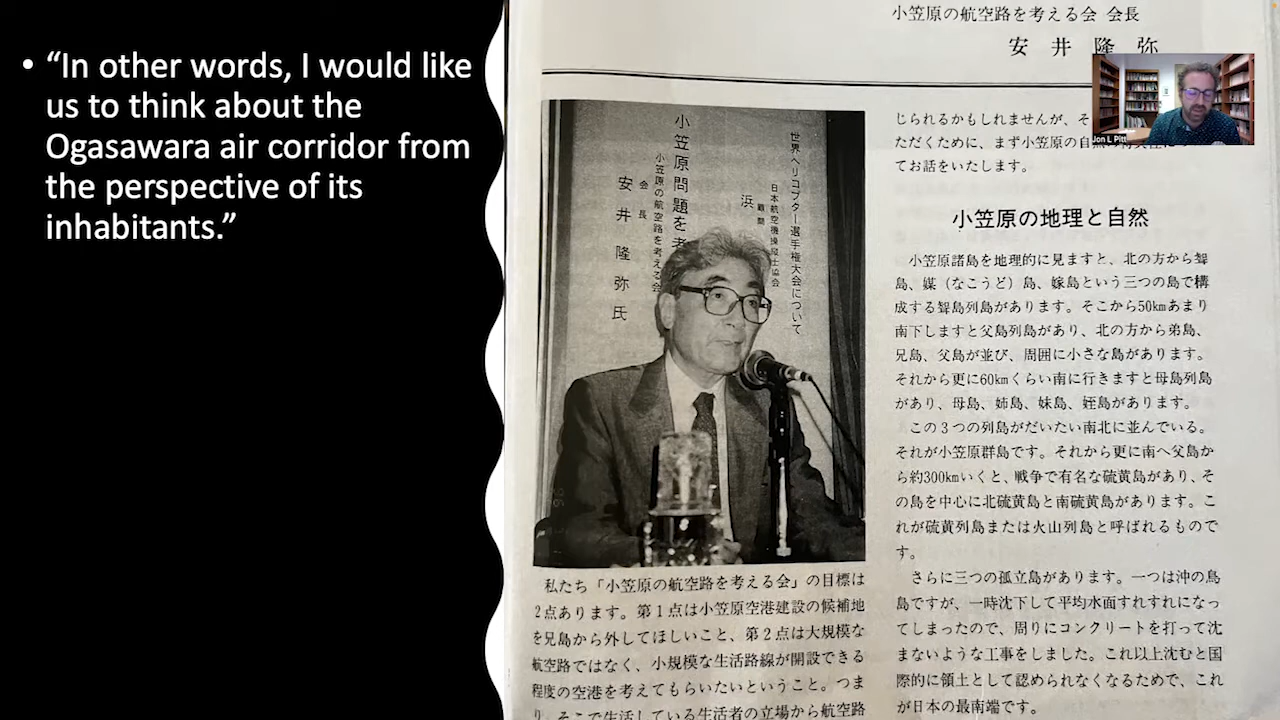 • “In other words, I would like
us to think about the
Ogasawara air corridor from
the perspective of its
inhabitants.”
小笠原の航空路を考える会 会長
安井隆弥
Jon L Pitt
世界ヘリコプター選手権大会について
日本航空機操縦士協会
顧問
浜
小笠原問題を考
小笠原の航空路を考える会
会長
安井隆弥氏
私たち「小笠原の航空路を考える会」の目標は
2点あります。第1点は小笠原空港建設の候補地
を兄島から外してほしいこと、第2点は大規模な
航空路ではなく、小規模な生活路線が開設できる
程度の空港を考えてもらいたいということ。つま
り、そこで生活している生活者の立場から航空路
じられるかもしれませんが、そ
ただくために、まず小笠原の自然の
てお話をいたします。
小笠原の地理と自然
小笠原諸島を地理的に見ますと、北の方から聟
島、媒（なこうど）島、嫁島という三つの島で構
成する聟島列島があります。そこから50kmあまり
南下しますと父島列島があり、北の方から弟島、
兄島、父島が並び、周囲に小さな島があります。
それから更に60kmくらい南に行きますと母島列島
があり、母島、姉島、妹島、姪島があります。
この3つの列島がだいたい南北に並んでいる。
それが小笠原群島です。それから更に南へ父島か
ら約300kmいくと、戦争で有名な硫黄島があり、そ
の島を中心に北硫黄島と南硫黄島があります。こ
れが硫黄列島または火山列島と呼ばれるもので
す。
さらに三つの孤立島があります。一つは沖の鳥
島ですが、一時沈下して平均水面すれすれになっ
てしまったので、周りにコンクリートを打って沈
まないような工事をしました。これ以上沈むと国
際的に領土として認められなくなるためで、これ
が日本の最南端です。